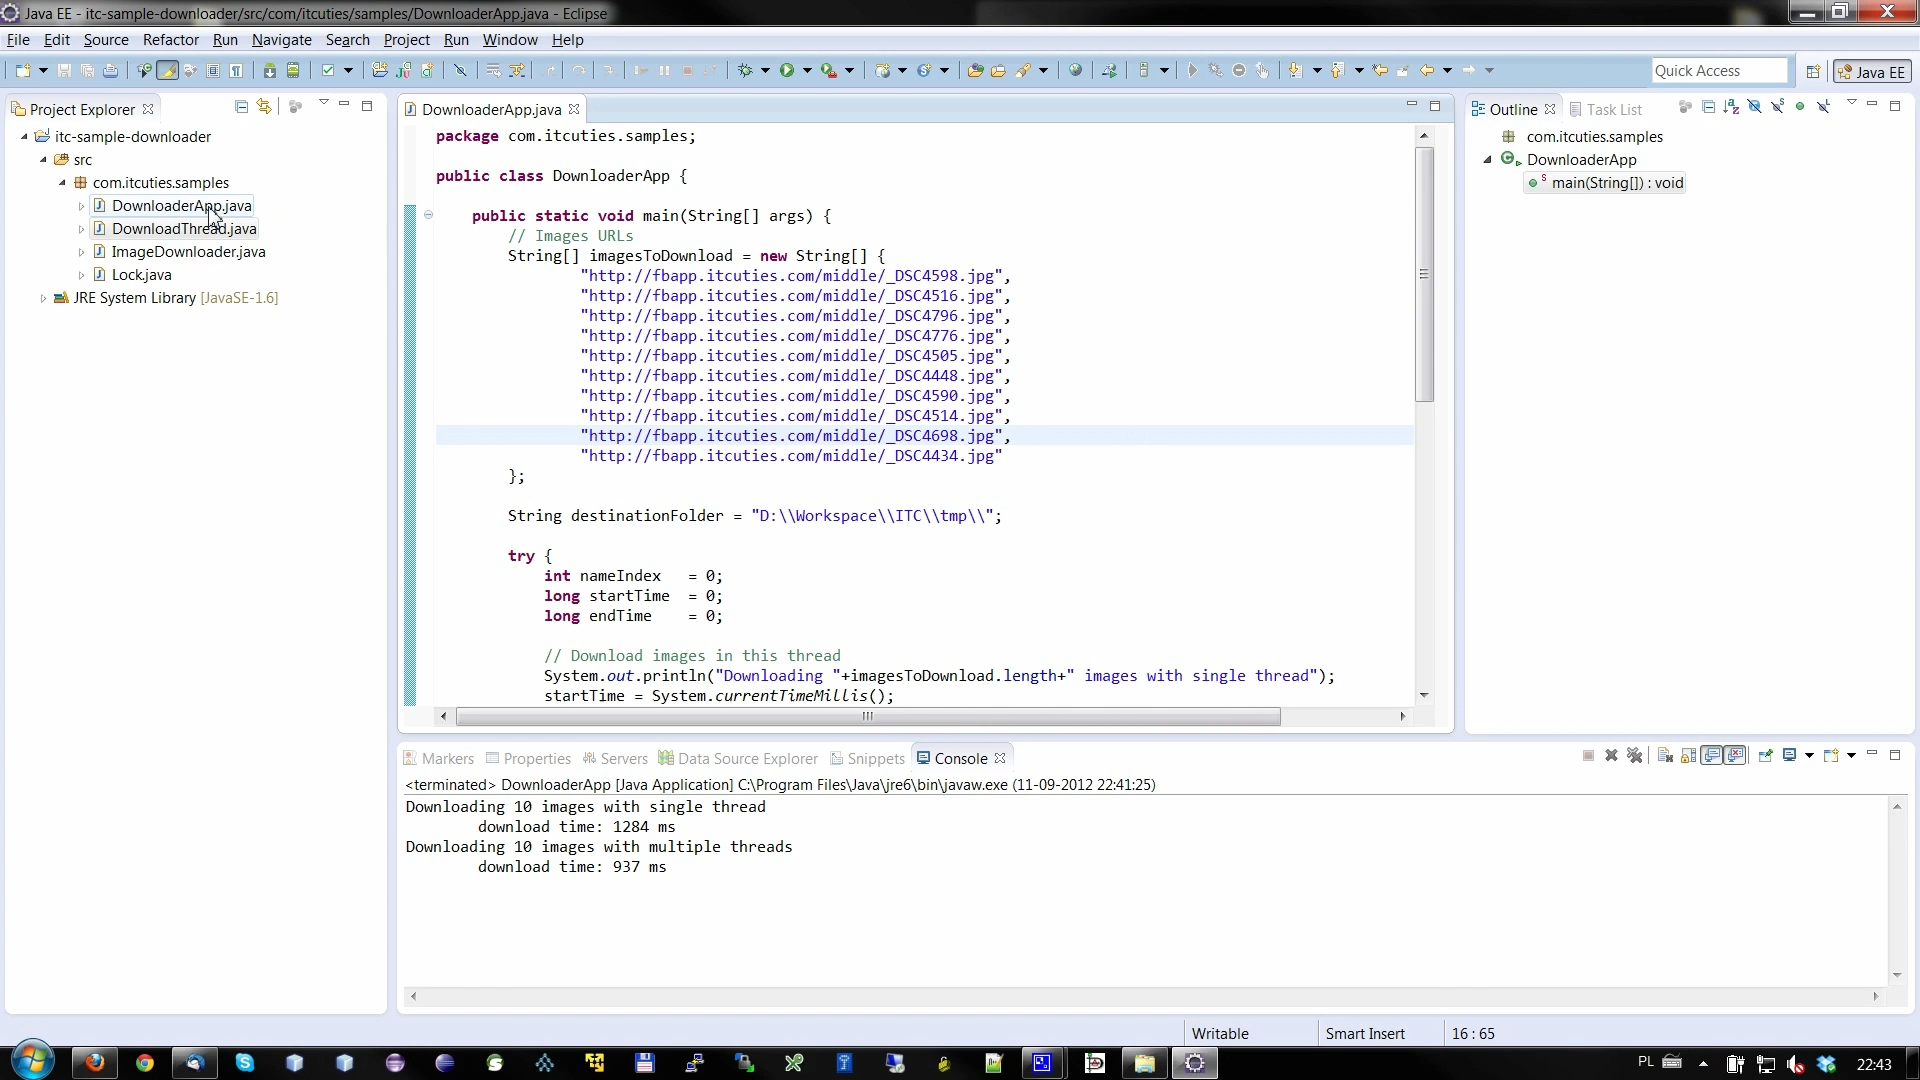 Java EE - itc-sample-downloader/src/com/itcuties/samples/DownloaderApp.java - Eclipse
File Edit Source Refactor Run Navigate Search Project Run Window Help
Quick Access
Java EE
Project Explorer
itc-sample-downloader
src
com.itcuties.samples
DownloaderApp.java
DownloadThread.java
ImageDownloader.java
Lock.java
JRE System Library [JavaSE-1.6]
DownloaderApp.java
package com.itcuties.samples;
public class DownloaderApp {
public static void main(String[] args) {
// Images URLs
String[] imagesToDownload = new String[] {
"http://fbapp.itcuties.com/middle/_DSC4598.jpg",
"http://fbapp.itcuties.com/middle/_DSC4516.jpg",
"http://fbapp.itcuties.com/middle/_DSC4796.jpg",
"http://fbapp.itcuties.com/middle/_DSC4776.jpg",
"http://fbapp.itcuties.com/middle/_DSC4505.jpg",
"http://fbapp.itcuties.com/middle/_DSC4448.jpg",
"http://fbapp.itcuties.com/middle/_DSC4590.jpg",
"http://fbapp.itcuties.com/middle/_DSC4514.jpg",
"http://fbapp.itcuties.com/middle/_DSC4698.jpg",
"http://fbapp.itcuties.com/middle/_DSC4434.jpg"
};
String destinationFolder = "D:\\Workspace\\ITC\\tmp\\";
try {
int nameIndex = 0;
long startTime = 0;
long endTime = 0;
// Download images in this thread
System.out.println("Downloading "+imagesToDownload.length+" images with single thread");
startTime = System.currentTimeMillis();
Outline Task List
com.itcuties.samples
DownloaderApp
main(String[]) : void
Markers Properties Servers Data Source Explorer Snippets Console
<terminated> DownloaderApp [Java Application] C:\Program Files\Java\jre6\bin\javaw.exe (11-09-2012 22:41:25)
Downloading 10 images with single thread
download time: 1284 ms
Downloading 10 images with multiple threads
download time: 937 ms
Writable Smart Insert 16 : 65
PL 22:43